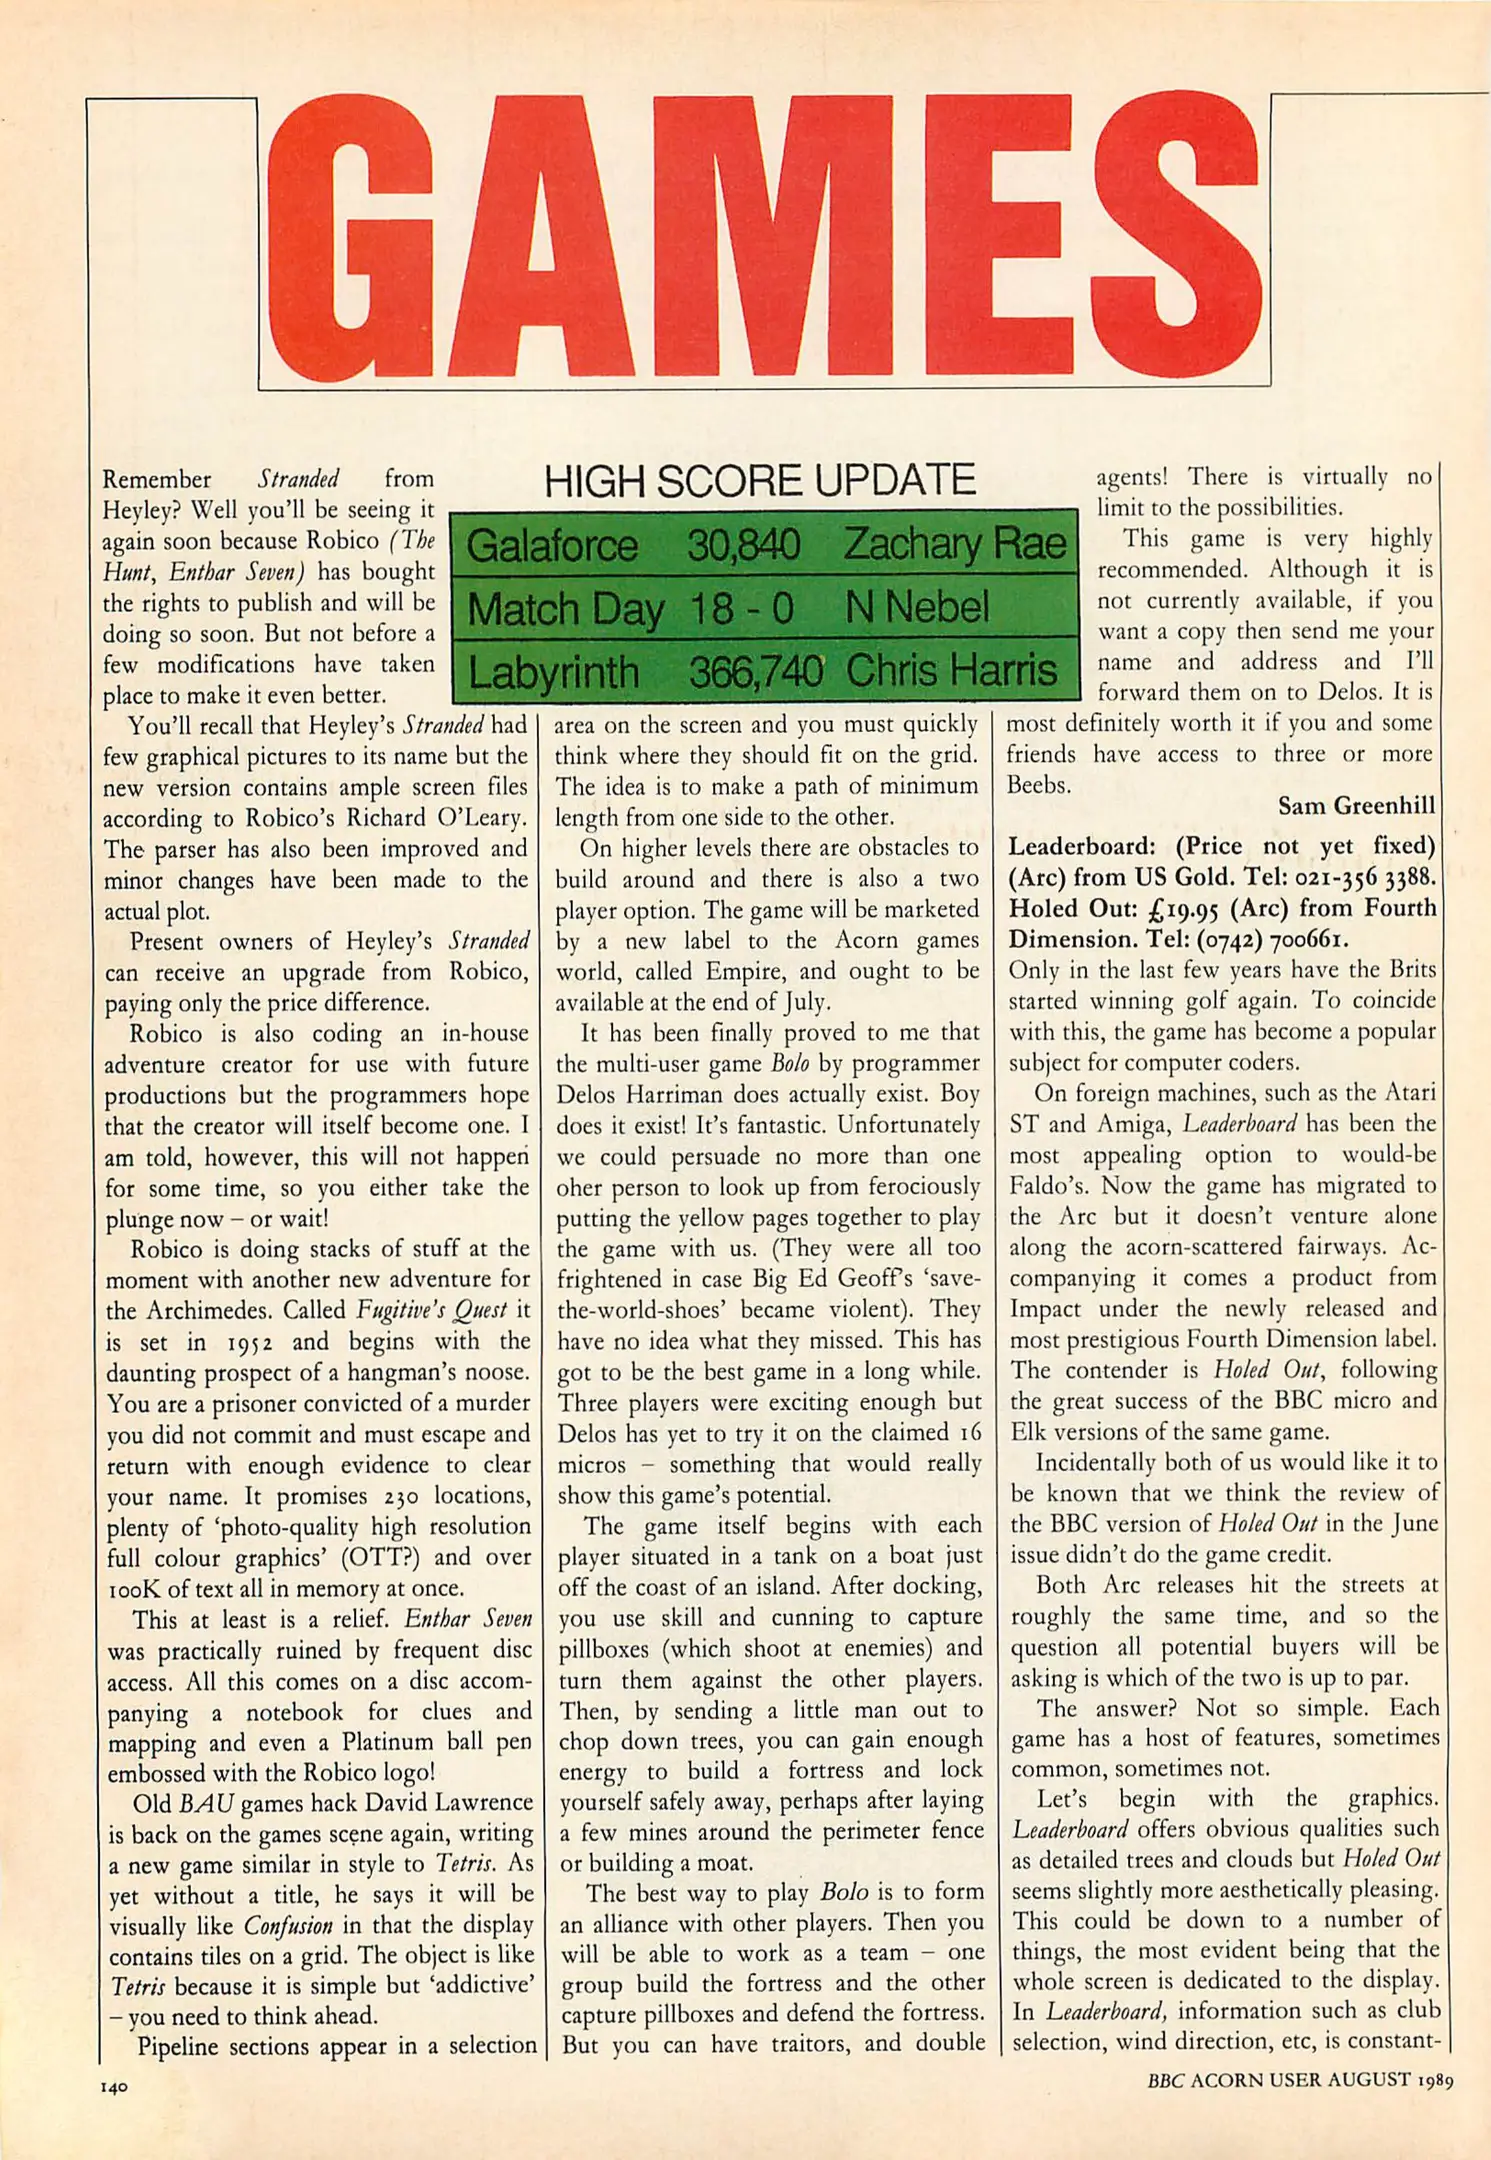 GAMES
Remember Stranded from
Heyley? Well you'll be seeing it
again soon because Robico (The
Hunt, Enthar Seven) has bought
the rights to publish and will be
doing so soon. But not before a
few modifications have taken
place to make it even better.
You'll recall that Heyley's Stranded had
few graphical pictures to its name but the
new version contains ample screen files
according to Robico's Richard O'Leary.
The parser has also been improved and
minor changes have been made to the
actual plot.
Present owners of Heyley's Stranded
can receive an upgrade from Robico,
paying only the price difference.
Robico is also coding an in-house
adventure creator for use with future
productions but the programmers hope
that the creator will itself become one. I
am told, however, this will not happen
for some time, so you either take the
plunge now – or wait!
Robico is doing stacks of stuff at the
moment with another new adventure for
the Archimedes. Called Fugitive's Quest it
is set in 1952 and begins with the
daunting prospect of a hangman's noose.
You are a prisoner convicted of a murder
you did not commit and must escape and
return with enough evidence to clear
your name. It promises 230 locations,
plenty of 'photo-quality high resolution
full colour graphics' (OTT?) and over
100K of text all in memory at once.
This at least is a relief. Enthar Seven
was practically ruined by frequent disc
access. All this comes on a disc accom-
panying a notebook for clues and
mapping and even a Platinum ball pen
embossed with the Robico logo!
Old BAU games hack David Lawrence
is back on the games scene again, writing
a new game similar in style to Tetris. As
yet without a title, he says it will be
visually like Confusion in that the display
contains tiles on a grid. The object is like
Tetris because it is simple but 'addictive'
– you need to think ahead.
Pipeline sections appear in a selection
HIGH SCORE UPDATE
Galaforce 30,840 Zachary Rae
Match Day 18 - 0 N Nebel
Labyrinth 366,740 Chris Harris
area on the screen and you must quickly
think where they should fit on the grid.
The idea is to make a path of minimum
length from one side to the other.
On higher levels there are obstacles to
build around and there is also a two
player option. The game will be marketed
by a new label to the Acorn games
world, called Empire, and ought to be
available at the end of July.
It has been finally proved to me that
the multi-user game Bolo by programmer
Delos Harriman does actually exist. Boy
does it exist! It's fantastic. Unfortunately
we could persuade no more than one
oher person to look up from ferociously
putting the yellow pages together to play
the game with us. (They were all too
frightened in case Big Ed Geoff's 'save-
the-world-shoes' became violent). They
have no idea what they missed. This has
got to be the best game in a long while.
Three players were exciting enough but
Delos has yet to try it on the claimed 16
micros – something that would really
show this game's potential.
The game itself begins with each
player situated in a tank on a boat just
off the coast of an island. After docking,
you use skill and cunning to capture
pillboxes (which shoot at enemies) and
turn them against the other players.
Then, by sending a little man out to
chop down trees, you can gain enough
energy to build a fortress and lock
yourself safely away, perhaps after laying
a few mines around the perimeter fence
or building a moat.
The best way to play Bolo is to form
an alliance with other players. Then you
will be able to work as a team – one
group build the fortress and the other
capture pillboxes and defend the fortress.
But you can have traitors, and double
agents! There is virtually no
limit to the possibilities.
This game is very highly
recommended. Although it is
not currently available, if you
want a copy then send me your
name and address and I'll
forward them on to Delos. It is
most definitely worth it if you and some
friends have access to three or more
Beebs.
Sam Greenhill
Leaderboard: (Price not yet fixed)
(Arc) from US Gold. Tel: 021-356 3388.
Holed Out: £19.95 (Arc) from Fourth
Dimension. Tel: (0742) 700661.
Only in the last few years have the Brits
started winning golf again. To coincide
with this, the game has become a popular
subject for computer coders.
On foreign machines, such as the Atari
ST and Amiga, Leaderboard has been the
most appealing option to would-be
Faldo's. Now the game has migrated to
the Arc but it doesn't venture alone
along the acorn-scattered fairways. Ac-
companying it comes a product from
Impact under the newly released and
most prestigious Fourth Dimension label.
The contender is Holed Out, following
the great success of the BBC micro and
Elk versions of the same game.
Incidentally both of us would like it to
be known that we think the review of
the BBC version of Holed Out in the June
issue didn't do the game credit.
Both Arc releases hit the streets at
roughly the same time, and so the
question all potential buyers will be
asking is which of the two is up to par.
The answer? Not so simple. Each
game has a host of features, sometimes
common, sometimes not.
Let's begin with the graphics.
Leaderboard offers obvious qualities such
as detailed trees and clouds but Holed Out
seems slightly more aesthetically pleasing.
This could be down to a number of
things, the most evident being that the
whole screen is dedicated to the display.
In Leaderboard, information such as club
selection, wind direction, etc, is constant-
140
BBC ACORN USER AUGUST 1989